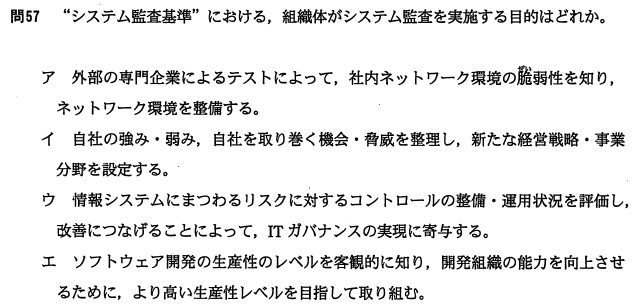 問57 “システム監査基準”における，組織体がシステム監査を実施する目的はどれか。
ア 外部の専門企業によるテストによって，社内ネットワーク環境の脆弱性を知り，
ネットワーク環境を整備する。
イ 自社の強み・弱み，自社を取り巻く機会・脅威を整理し，新たな経営戦略・事業
分野を設定する。
ウ 情報システムにまつわるリスクに対するコントロールの整備・運用状況を評価し，
改善につなげることによって，ITガバナンスの実現に寄与する。
エ ソフトウェア開発の生産性のレベルを客観的に知り，開発組織の能力を向上させ
るために，より高い生産性レベルを目指して取り組む。